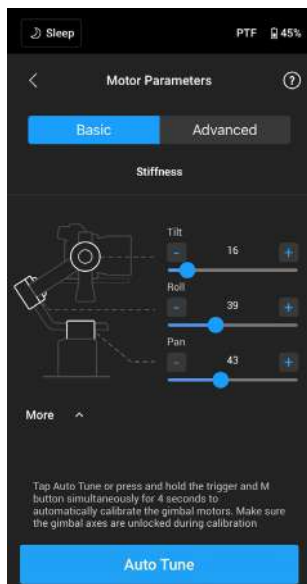 Sleep PTF 45%
Motor Parameters ?
Basic Advanced
Stiffness
Tilt
- 16 +
Roll
- 39 +
Pan
- 43 +
More
Tap Auto Tune or press and hold the trigger and M
button simultaneously for 4 seconds to
automatically calibrate the gimbal motors. Make sure
the gimbal axes are unlocked during calibration
Auto Tune